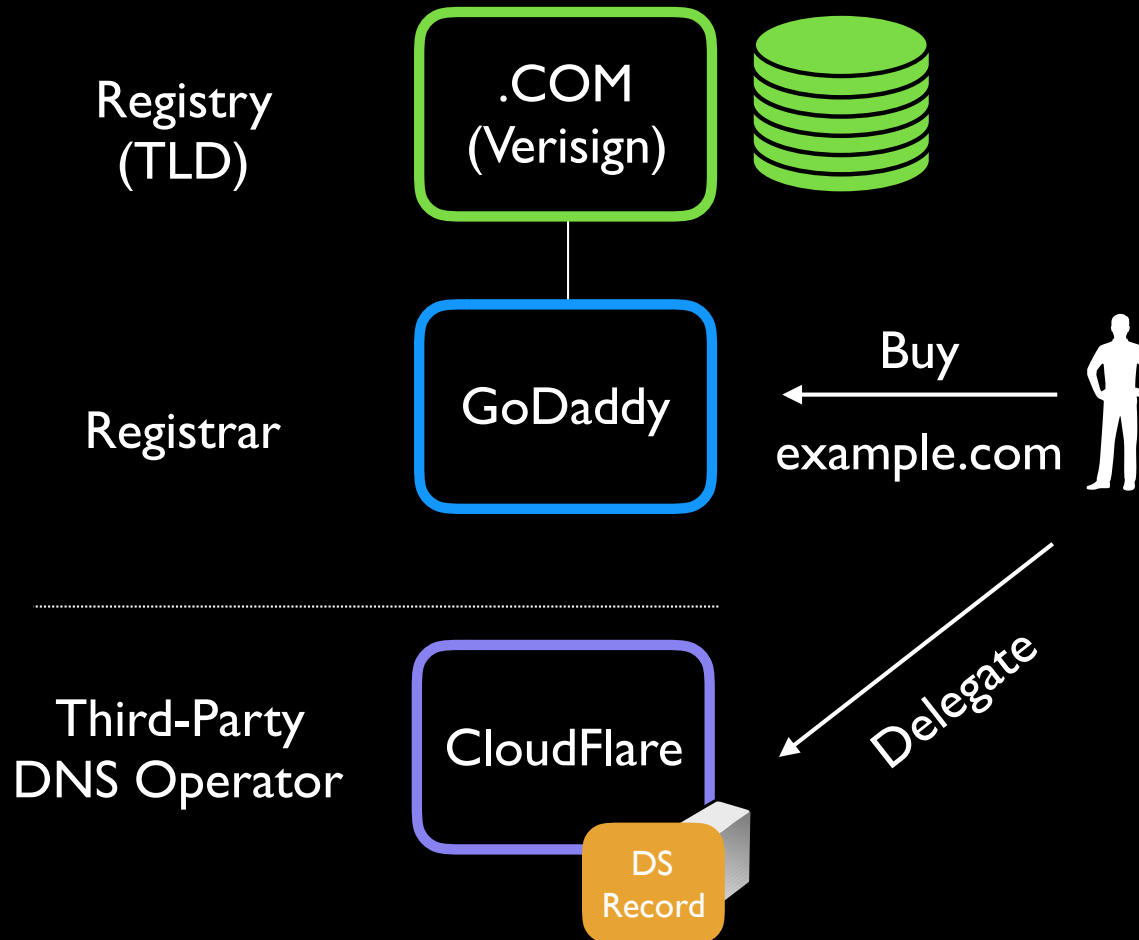 Registry
(TLD)
.COM
(Verisign)
Registrar
GoDaddy
Buy
example.com
Third-Party
DNS Operator
CloudFlare
Delegate
DS
Record